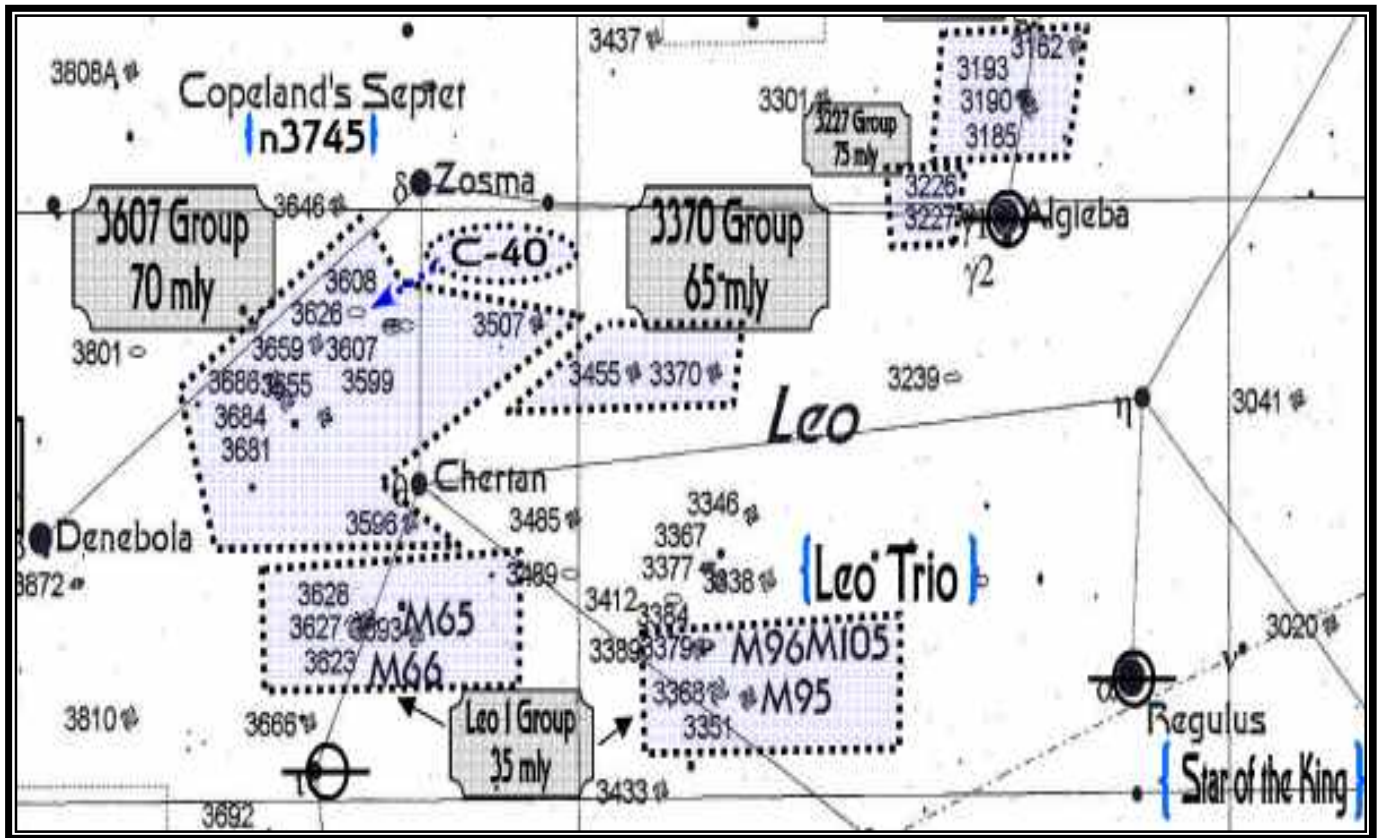 3437
3162
3193
3808A
3190
3301
Copeland's Septet
{n3745}
3227 Group
75 mly
3185
δ Zosma
3226
3646
3227
Algieba
3607 Group
70 mly
C-40
3370 Group
65 mly
γ2
3608
3626
3507
3659
3607
3801
3686
3655
3599
3455
3370
3239
3684
Leo
η
3041
3681
θ Chertan
3596
3485
3346
3367
Denebola
3377
3338
{Leo Trio}
3872
3489
3628
3412
3384
3627
3593
M65
3020
3623
M66
3389
3379
M96
M105
3368
M95
α
3351
Regulus
3810
3666
Leo I Group
35 mly
ι
3433
{Star of the King}
3692